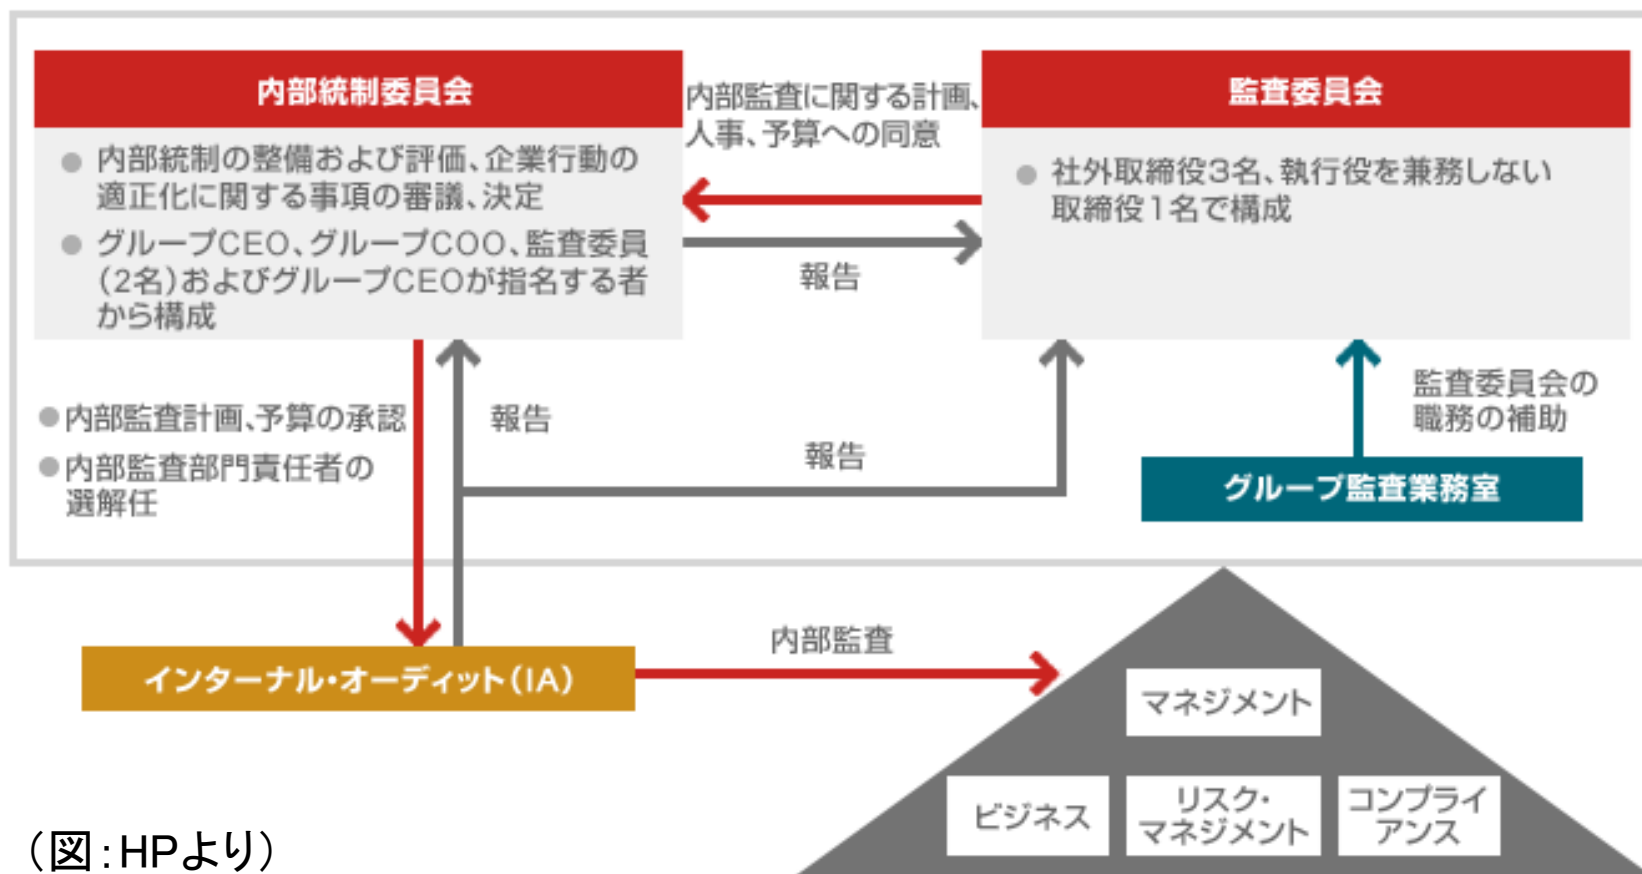 内部統制委員会
● 内部統制の整備および評価、企業行動の
適正化に関する事項の審議、決定
● グループCEO、グループCOO、監査委員
(2名)およびグループCEOが指名する者
から構成
内部監査に関する計画、
人事、予算への同意
報告
監査委員会
● 社外取締役3名、執行役を兼務しない
取締役1名で構成
●内部監査計画、予算の承認
●内部監査部門責任者の
選解任
報告
報告
監査委員会の
職務の補助
グループ監査業務室
インターナル・オーディット(IA)
内部監査
マネジメント
ビジネス
リスク・
マネジメント
コンプライ
アンス
（図：HPより）